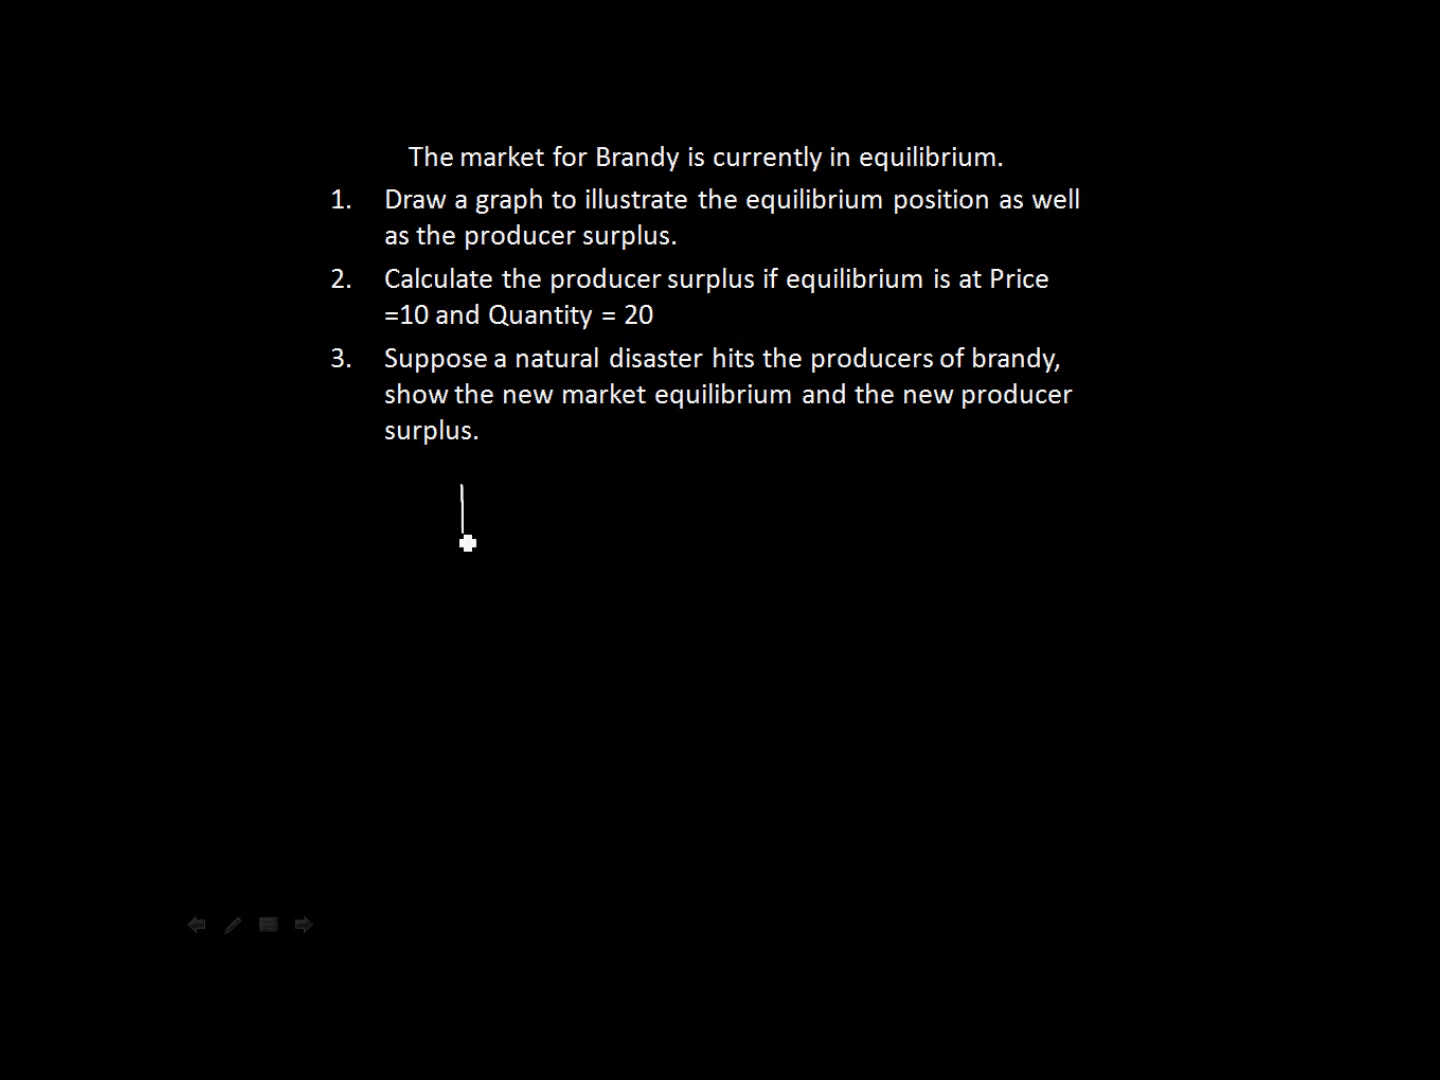 The market for Brandy is currently in equilibrium.
1. Draw a graph to illustrate the equilibrium position as well
as the producer surplus.
2. Calculate the producer surplus if equilibrium is at Price
=10 and Quantity = 20
3. Suppose a natural disaster hits the producers of brandy,
show the new market equilibrium and the new producer
surplus.